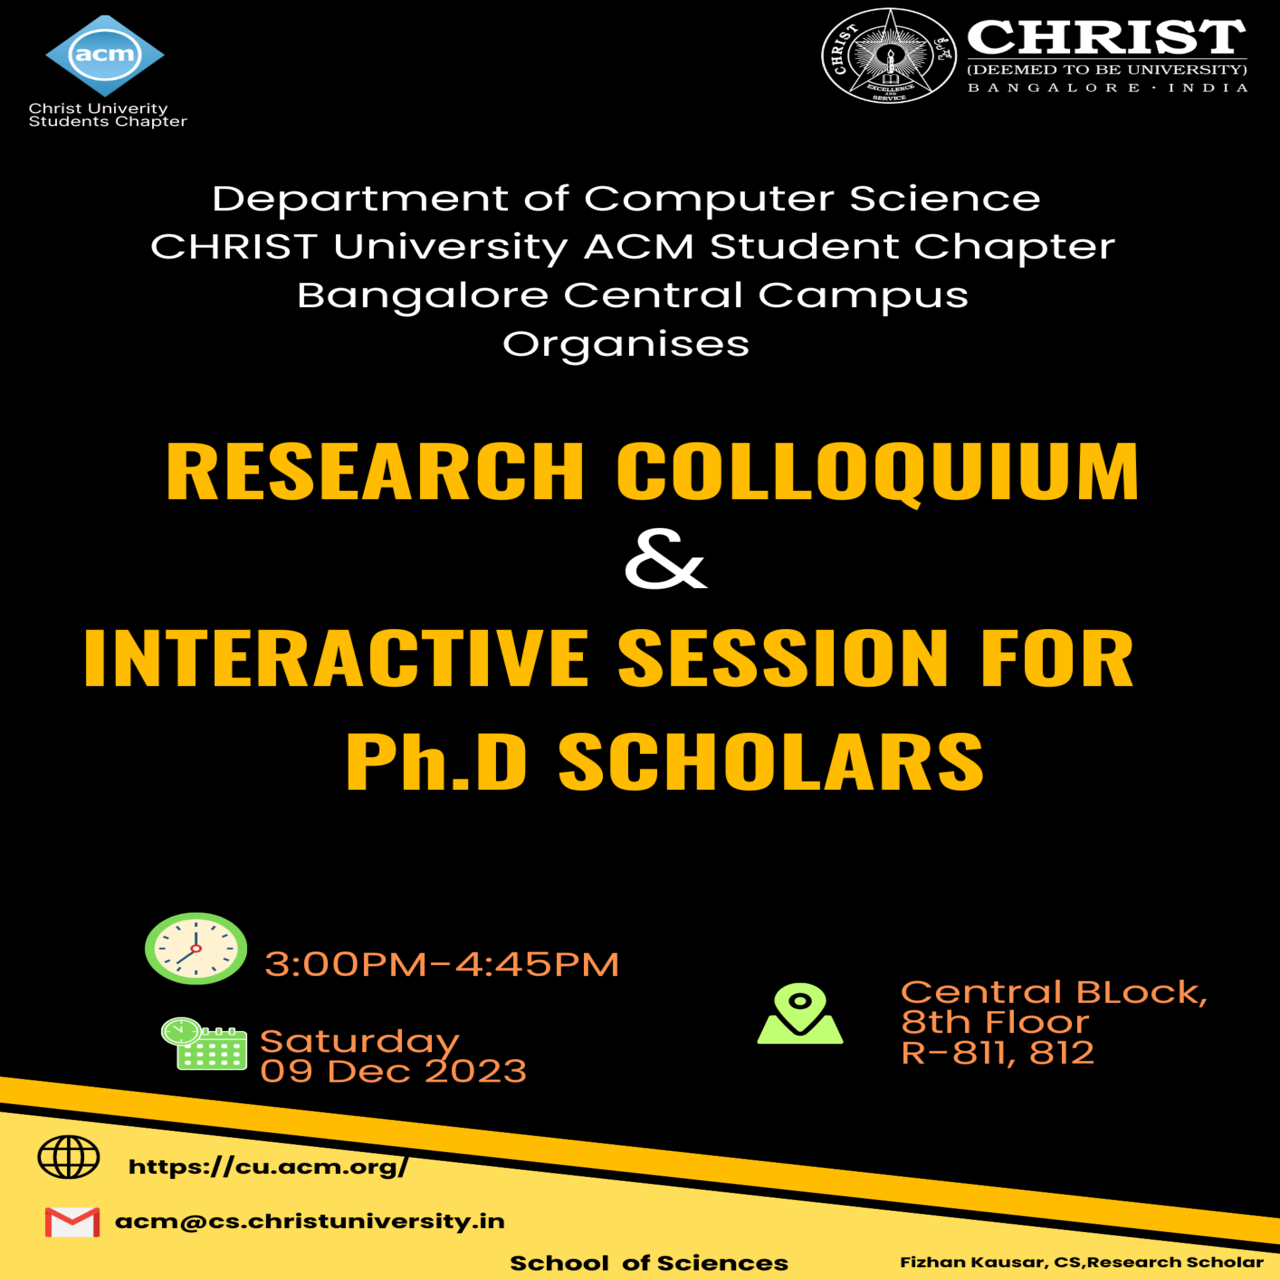 acm
Christ Univerity
Students Chapter
CHRIST
EXCELLENCE
AND
SERVICE
CHRIST
(DEEMED TO BE UNIVERSITY)
BANGALORE · INDIA
Department of Computer Science
CHRIST University ACM Student Chapter
Bangalore Central Campus
Organises
RESEARCH COLLOQUIUM
&
INTERACTIVE SESSION FOR
Ph.D SCHOLARS
3:00PM-4:45PM
Saturday
09 Dec 2023
Central BLock,
8th Floor
R-811, 812
https://cu.acm.org/
acm@cs.christuniversity.in
School of Sciences
Fizhan Kausar, CS,Research Scholar